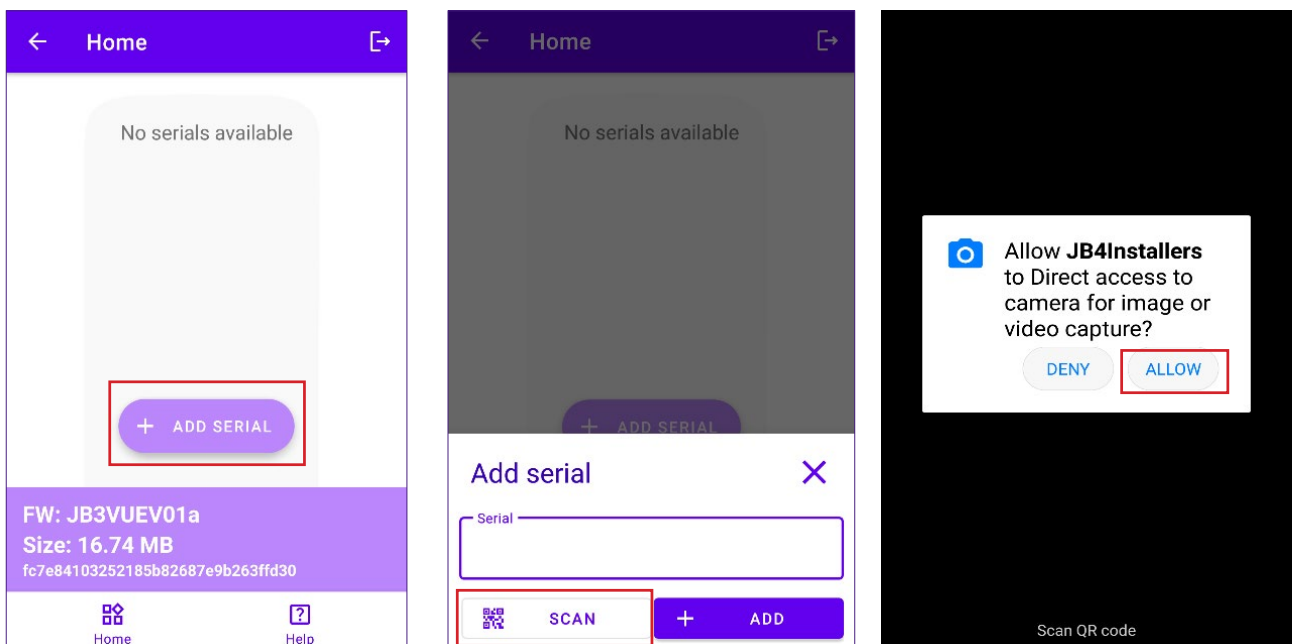 Home
No serials available
+ ADD SERIAL
FW: JB3VUEV01a
Size: 16.74 MB
fc7e84103252185b82687e9b263ffd30
Home
Help
Home
No serials available
+ ADD SERIAL
Add serial
Serial
SCAN
+ ADD
Allow JB4Installers
to Direct access to
camera for image or
video capture?
DENY
ALLOW
Scan QR code